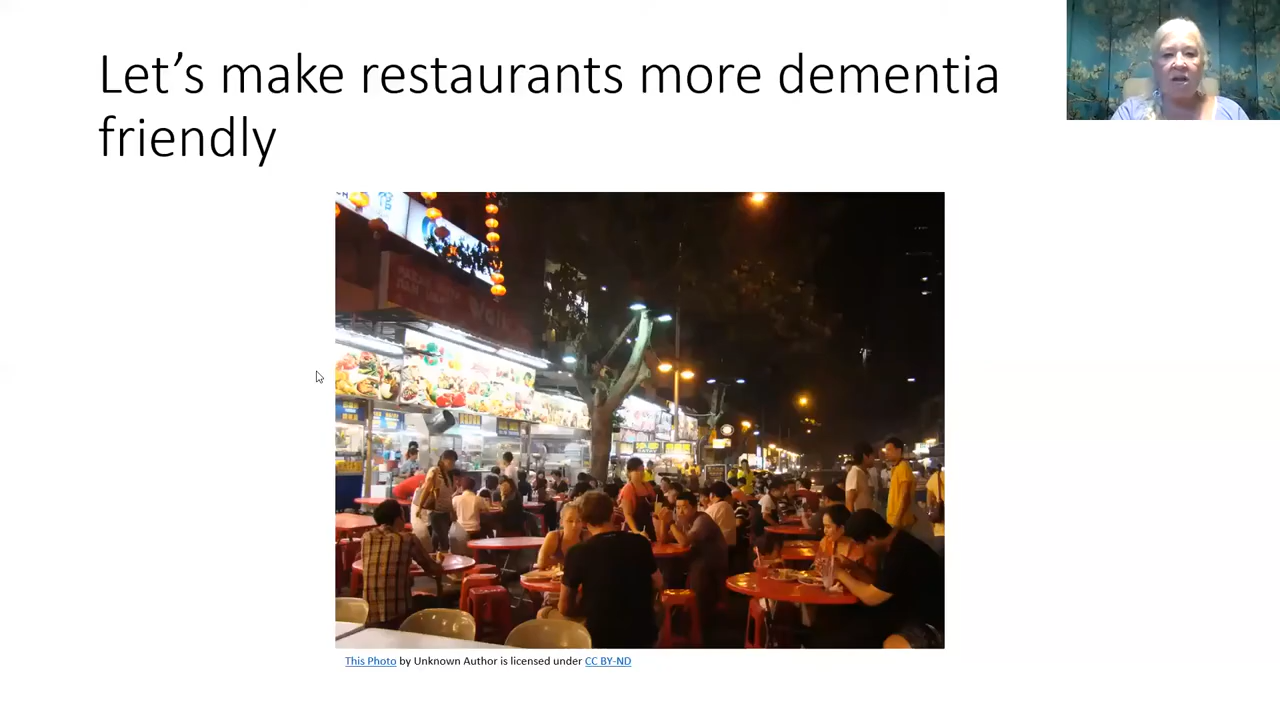 Let's make restaurants more dementia
friendly
This Photo by Unknown Author is licensed under CC BY-ND